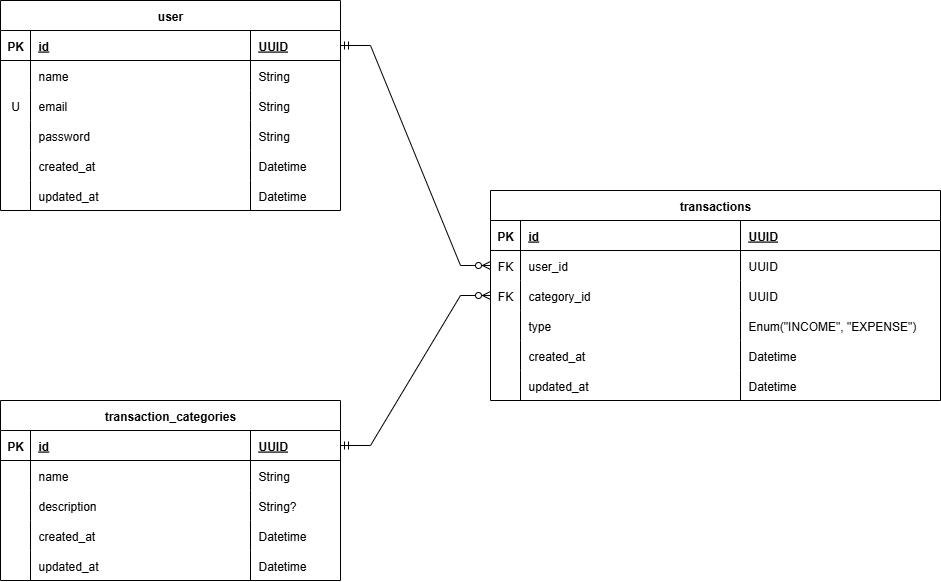 user
PK id UUID
name String
U email String
password String
created_at Datetime
updated_at Datetime
transactions
PK id UUID
FK user_id UUID
FK category_id UUID
type Enum("INCOME", "EXPENSE")
created_at Datetime
updated_at Datetime
transaction_categories
PK id UUID
name String
description String?
created_at Datetime
updated_at Datetime